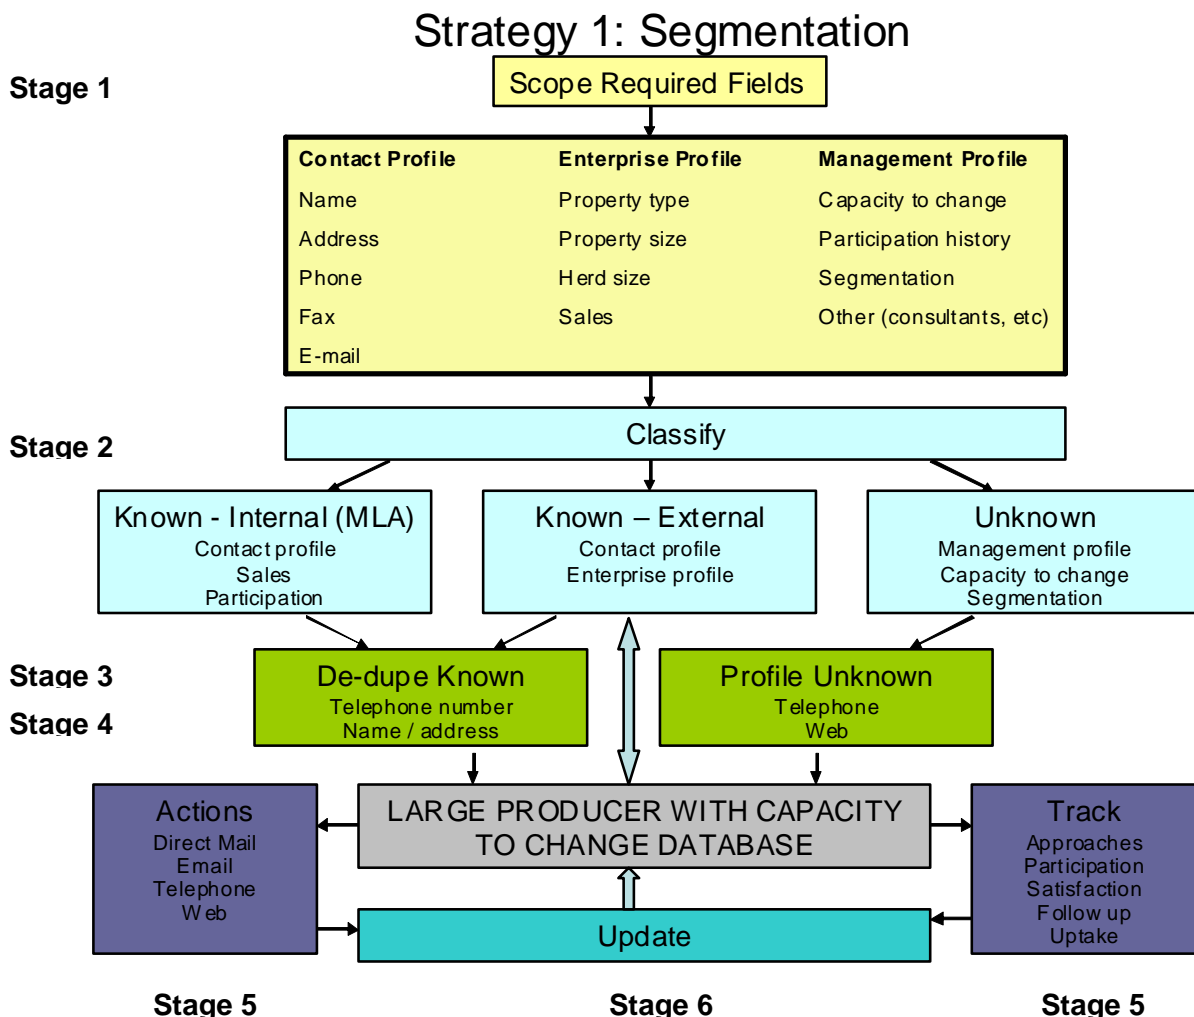 Strategy 1: Segmentation
Stage 1
Scope Required Fields
Contact Profile
Name
Address
Phone
Fax
E-mail
Enterprise Profile
Property type
Property size
Herd size
Sales
Management Profile
Capacity to change
Participation history
Segmentation
Other (consultants, etc)
Stage 2
Classify
Known - Internal (MLA)
Contact profile
Sales
Participation
Known – External
Contact profile
Enterprise profile
Unknown
Management profile
Capacity to change
Segmentation
Stage 3
Stage 4
De-dupe Known
Telephone number
Name / address
Profile Unknown
Telephone
Web
Actions
Direct Mail
Email
Telephone
Web
LARGE PRODUCER WITH CAPACITY
TO CHANGE DATABASE
Track
Approaches
Participation
Satisfaction
Follow up
Uptake
Update
Stage 5
Stage 6
Stage 5